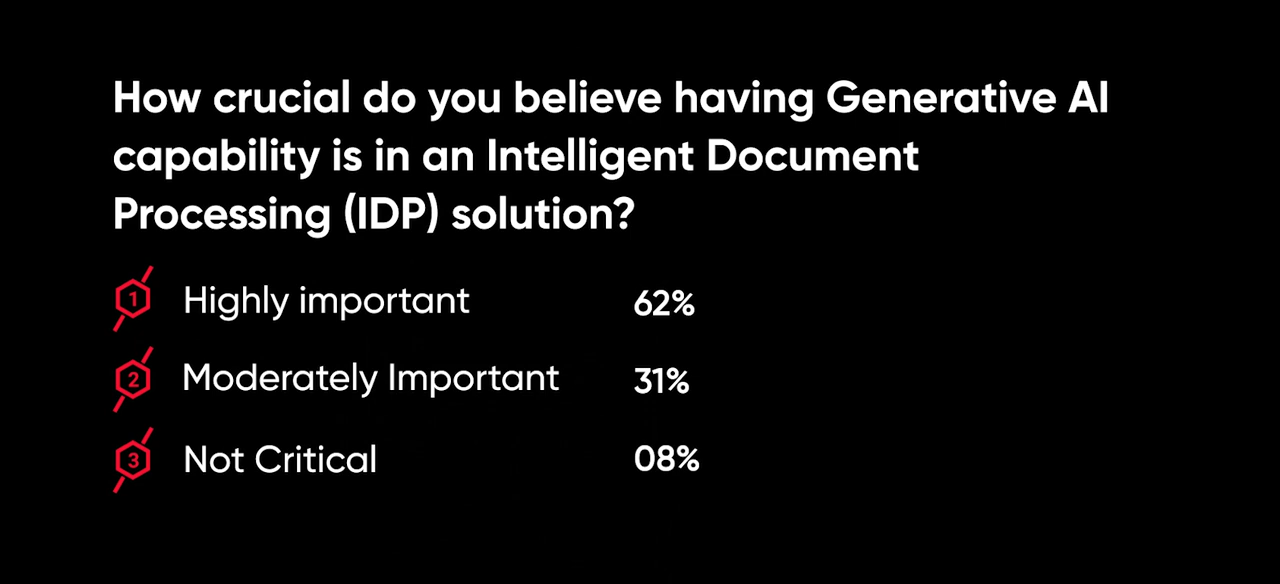 How crucial do you believe having Generative AI
capability is in an Intelligent Document
Processing (IDP) solution?
1 Highly important 62%
2 Moderately Important 31%
3 Not Critical 08%